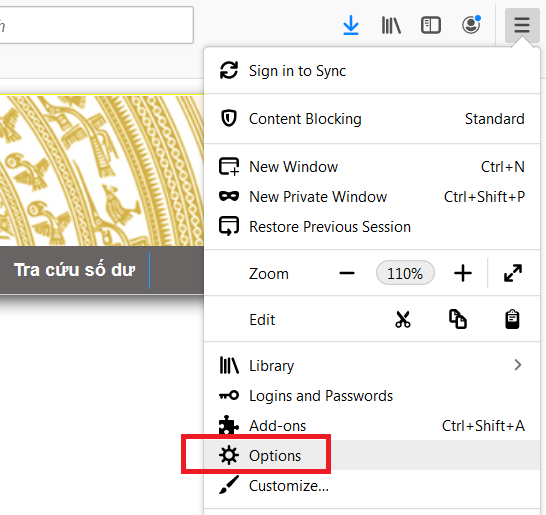 h
Sign in to Sync
Content Blocking Standard
New Window Ctrl+N
New Private Window Ctrl+Shift+P
Restore Previous Session
Zoom 110%
Tra cứu số dư
Edit
Library
Logins and Passwords
Add-ons Ctrl+Shift+A
Options
Customize...